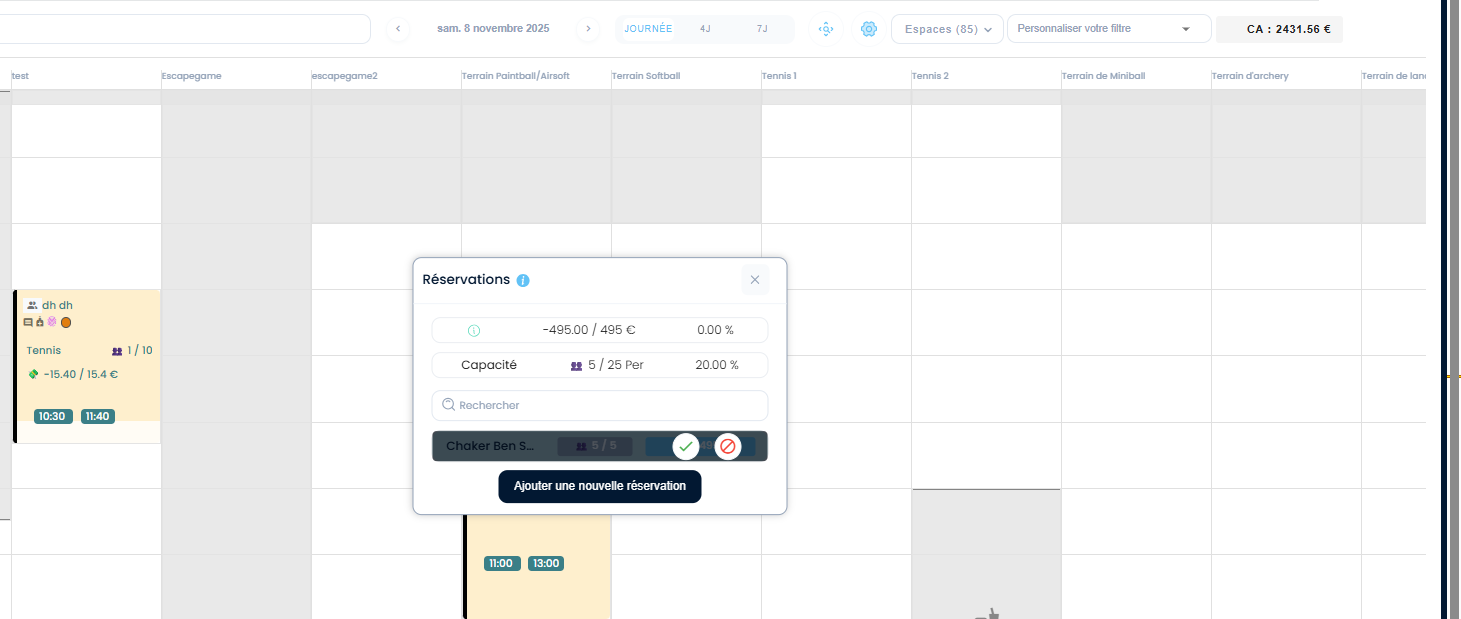 sam. 8 novembre 2025
JOURNÉE 4J 7J
Espaces (85)
Personnaliser votre filtre
CA : 2431.56 €
test Escapegame escapegame2 Terrain Paintball/Airsoft Terrain Softball Tennis 1 Tennis 2 Terrain de Miniball Terrain d'archery Terrain de
dh dh
Tennis 1 / 10
-15.40 / 15.4 €
10:30 11:40
Réservations
-495.00 / 495 € 0.00 %
Capacité 5 / 25 Per 20.00 %
Rechercher
Chaker Ben S... 5 / 5
Ajouter une nouvelle réservation
11:00 13:00